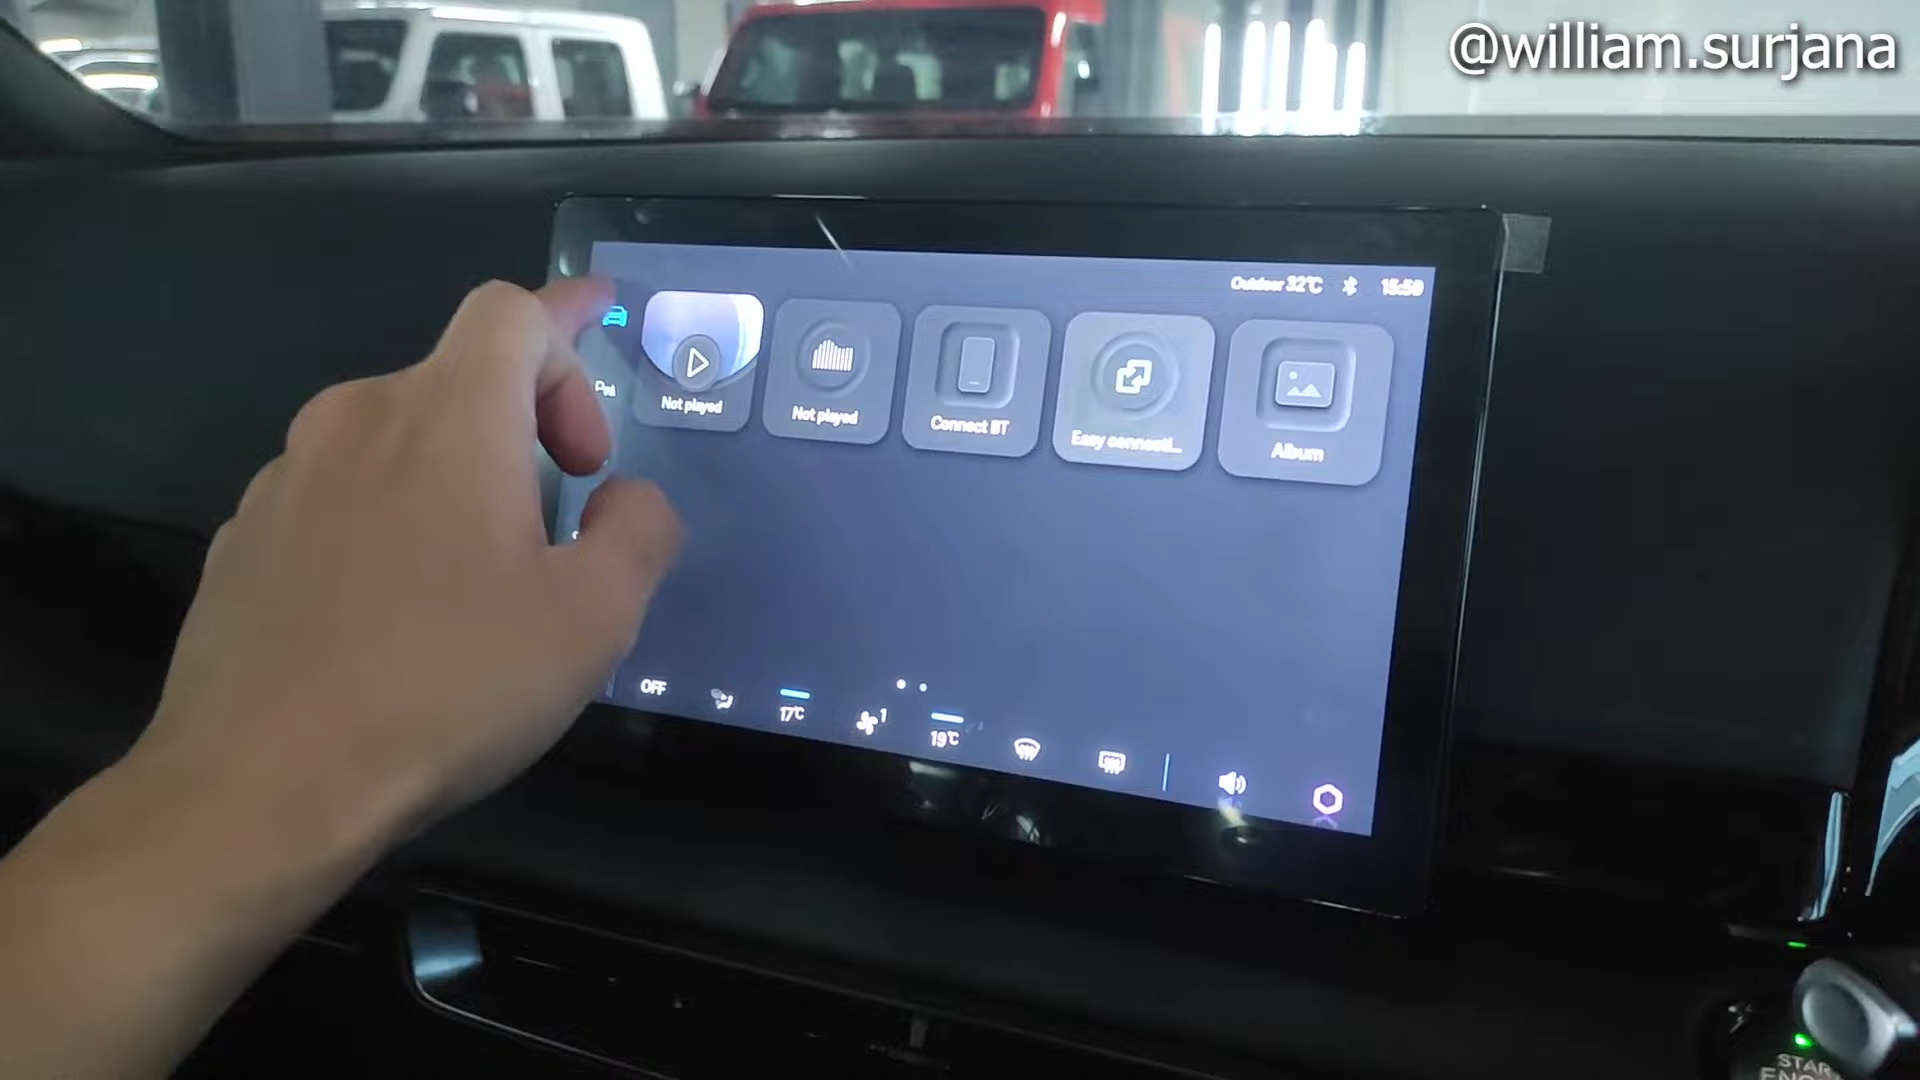 @william.surjana
Outdoor 32℃ 15:50
Not played
Not played
Connect BT
Easy connecti...
Album
OFF
17℃
1
19℃
START